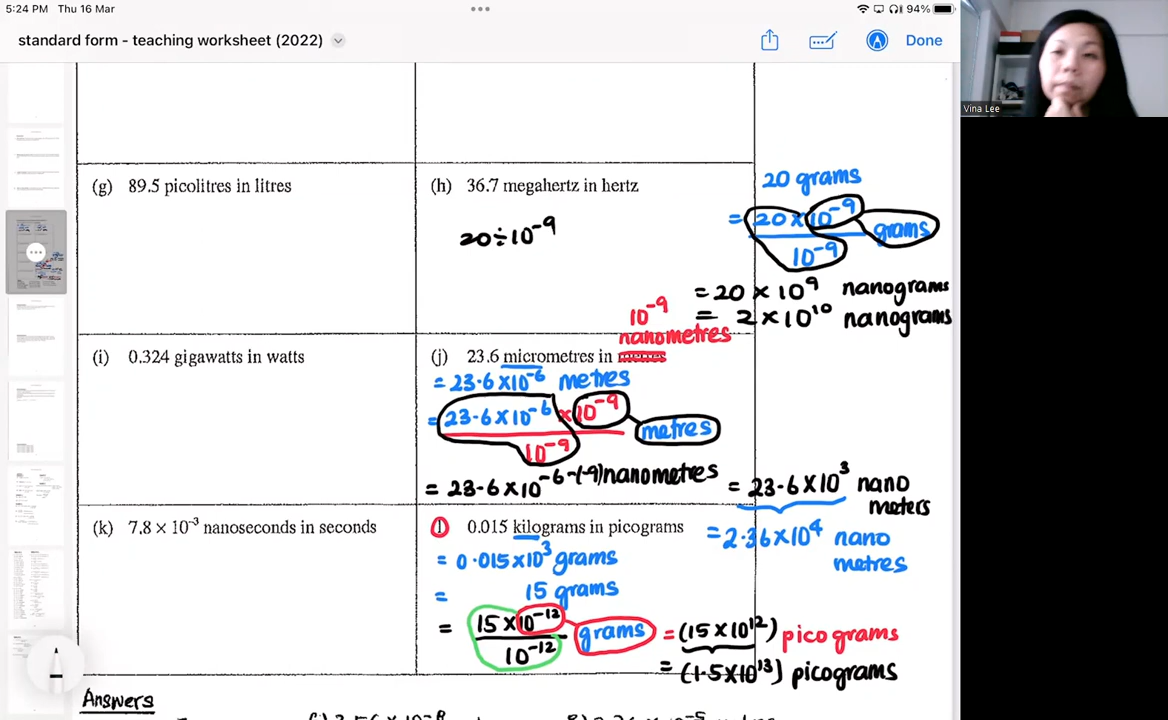 5:24 PM Thu 16 Mar
94%
standard form - teaching worksheet (2022)
Done
Vina Lee
(g) 89.5 picolitres in litres
(h) 36.7 megahertz in hertz
20 ÷ 10⁻⁹
20 grams
= 20 × 10⁻⁹ grams
10⁻⁹
= 20 × 10⁹ nanograms
= 2 × 10¹⁰ nanograms
(i) 0.324 gigawatts in watts
10⁻⁹
nanometres
(j) 23.6 micrometres in metres
= 23.6 × 10⁻⁶ metres
= 23.6 × 10⁻⁶ × 10⁻⁹ metres
10⁻⁹
= 23.6 × 10⁻⁶⁻⁽⁻⁹⁾ nanometres
= 23.6 × 10³ nano
meters
= 2.36 × 10⁴ nano
metres
(k) 7.8 × 10⁻³ nanoseconds in seconds
(l) 0.015 kilograms in picograms
= 0.015 × 10³ grams
= 15 grams
= 15 × 10⁻¹² grams
10⁻¹²
= (15 × 10¹²) picograms
= (1.5 × 10¹³) picograms
Answers